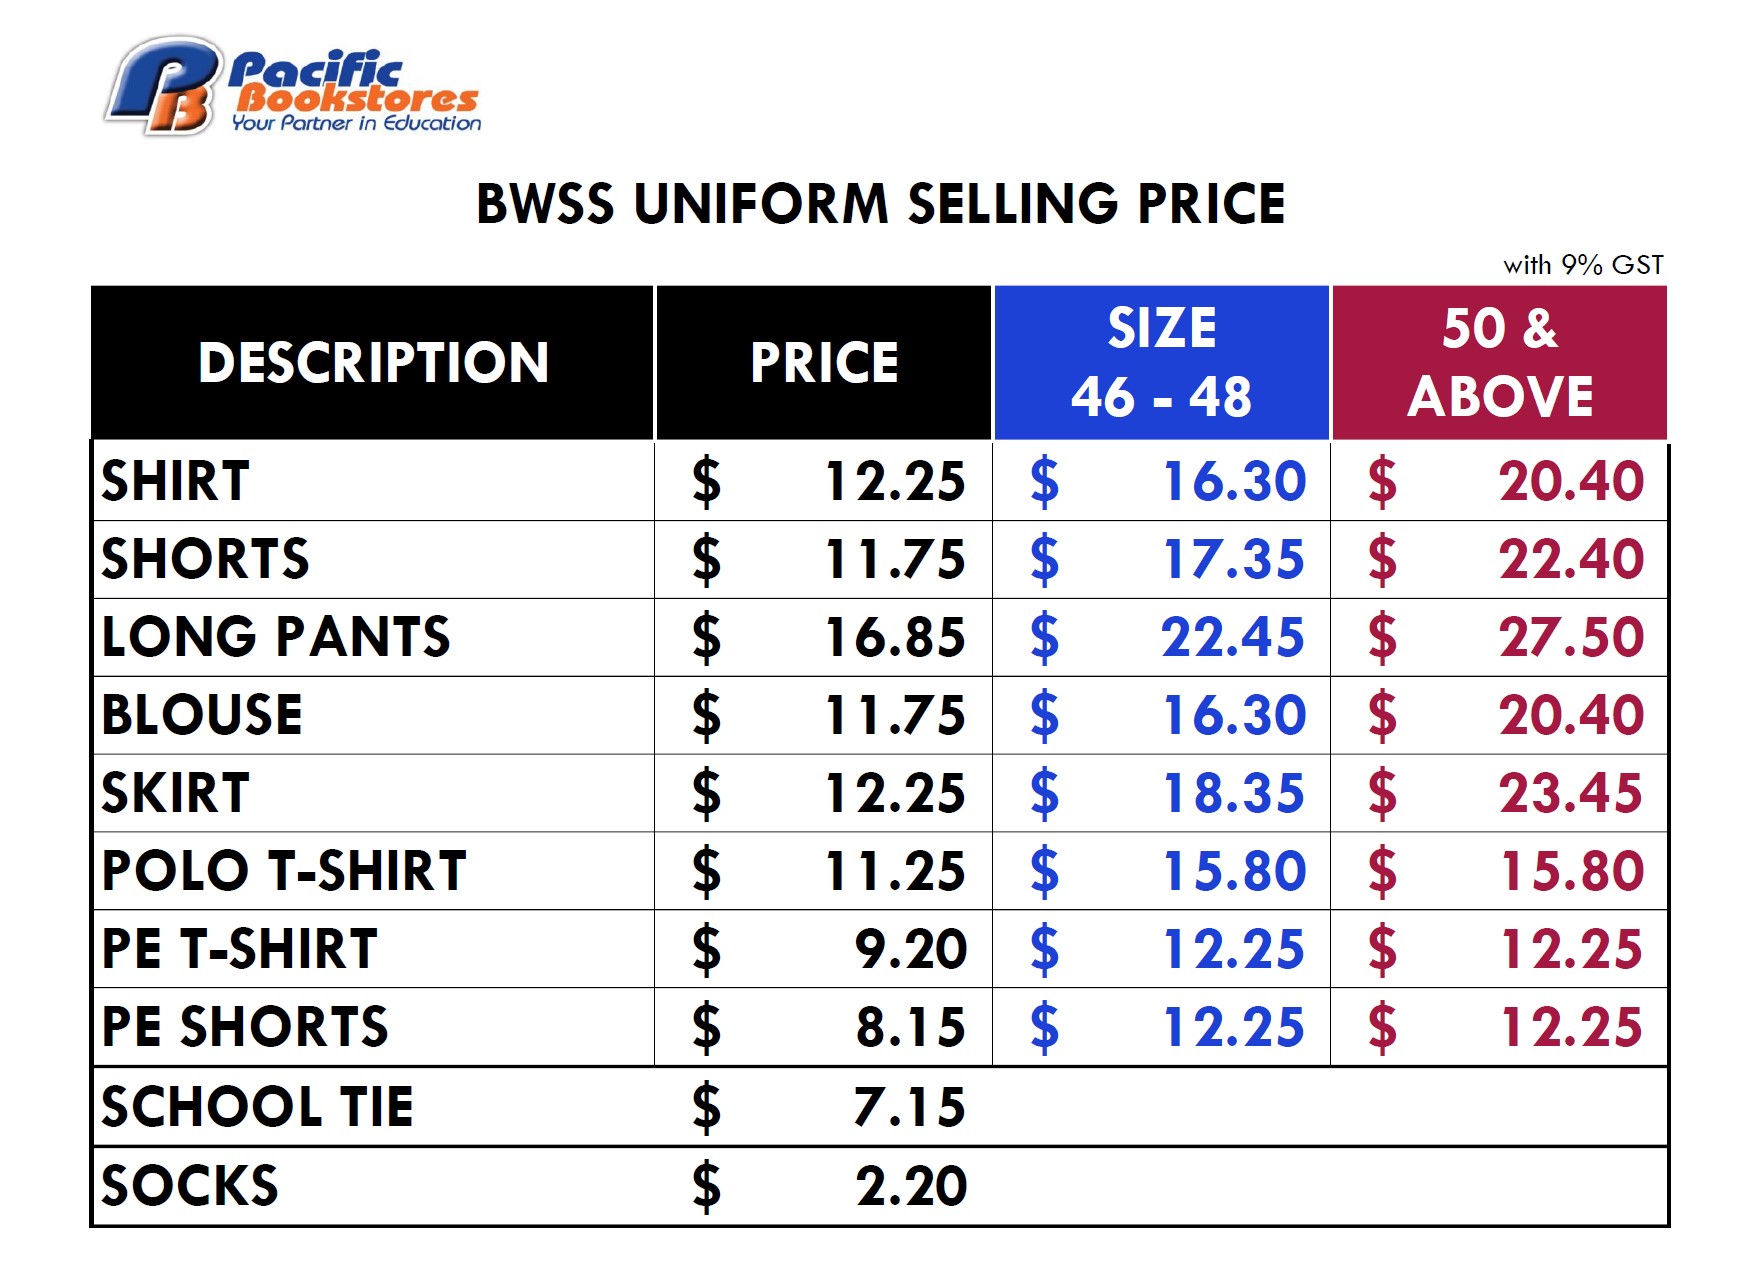 PB Pacific
Bookstores
Your Partner in Education
BWSS UNIFORM SELLING PRICE
with 9% GST
DESCRIPTION PRICE SIZE 46 - 48 50 & ABOVE
SHIRT $ 12.25 $ 16.30 $ 20.40
SHORTS $ 11.75 $ 17.35 $ 22.40
LONG PANTS $ 16.85 $ 22.45 $ 27.50
BLOUSE $ 11.75 $ 16.30 $ 20.40
SKIRT $ 12.25 $ 18.35 $ 23.45
POLO T-SHIRT $ 11.25 $ 15.80 $ 15.80
PE T-SHIRT $ 9.20 $ 12.25 $ 12.25
PE SHORTS $ 8.15 $ 12.25 $ 12.25
SCHOOL TIE $ 7.15
SOCKS $ 2.20